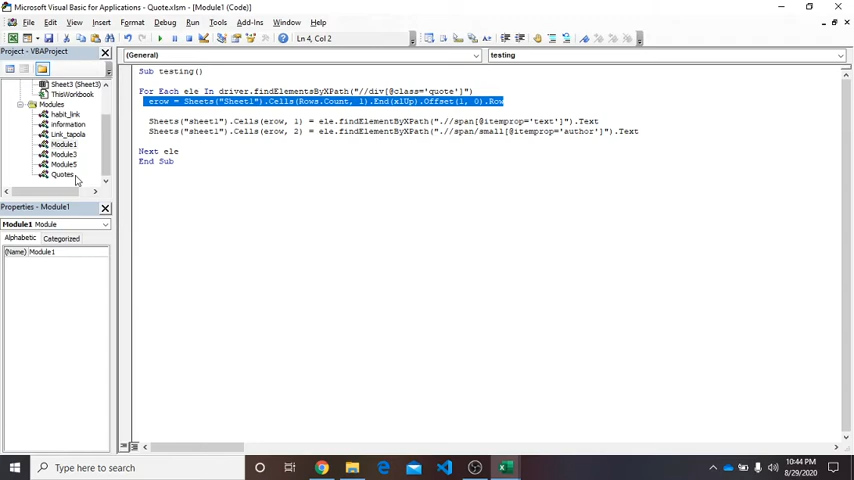 Microsoft Visual Basic for Applications - Quote.xlsm - [Module1 (Code)]
File Edit View Insert Format Debug Run Tools Add-Ins Window Help
Ln 4, Col 2
Project - VBAProject
(General)
testing
Sheet3 (Sheet3)
ThisWorkbook
Modules
habit_link
information
Link_tapola
Module1
Module3
Module5
Quotes
Sub testing()
For Each ele In driver.findElementsByXPath("//div[@class='quote']")
erow = Sheets("Sheet1").Cells(Rows.Count, 1).End(xlUp).Offset(1, 0).Row
Sheets("sheet1").Cells(erow, 1) = ele.findElementByXPath(".//span[@itemprop='text']").Text
Sheets("sheet1").Cells(erow, 2) = ele.findElementByXPath(".//span/small[@itemprop='author']").Text
Next ele
End Sub
Properties - Module1
Module1 Module
Alphabetic Categorized
(Name) Module1
Type here to search
10:44 PM
8/29/2020